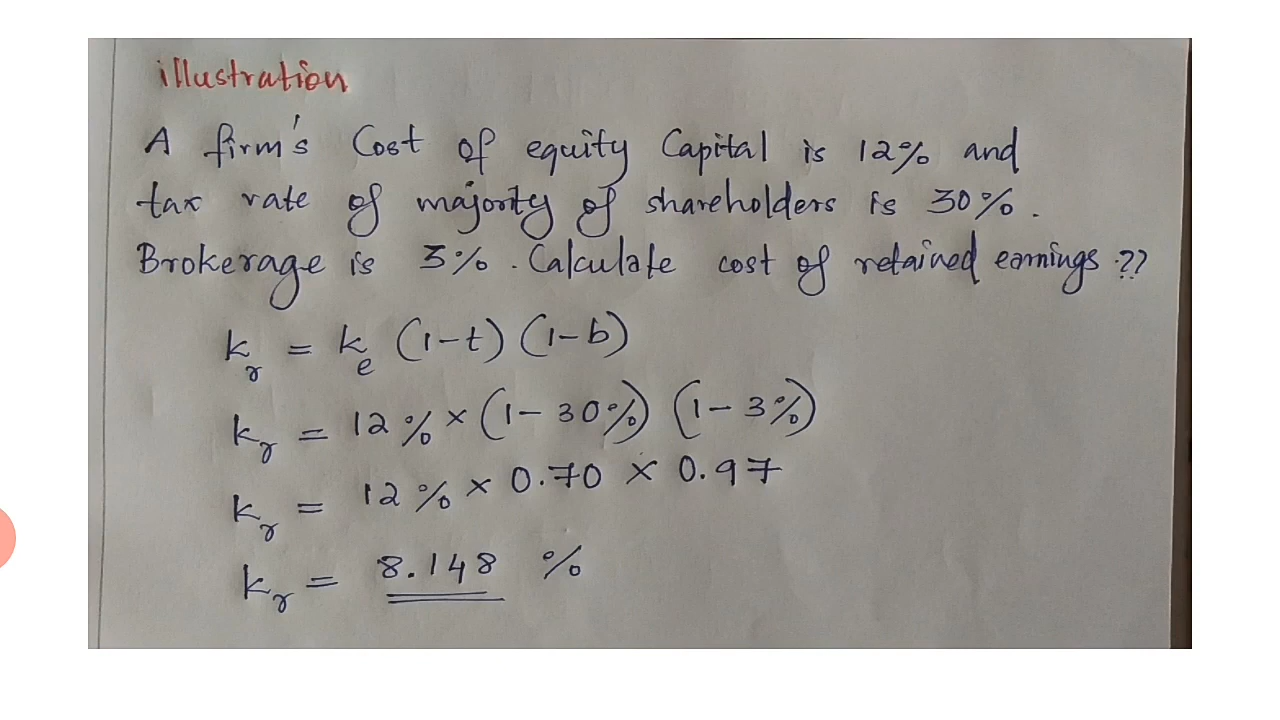 illustration
A firm's Cost of equity Capital is 12% and
tax rate of majority of shareholders is 30%.
Brokerage is 3%. Calculate cost of retained earnings ??
kᵣ = kₑ (1-t) (1-b)
kᵣ = 12% × (1-30%) (1-3%)
kᵣ = 12% × 0.70 × 0.97
kᵣ = 8.148 %